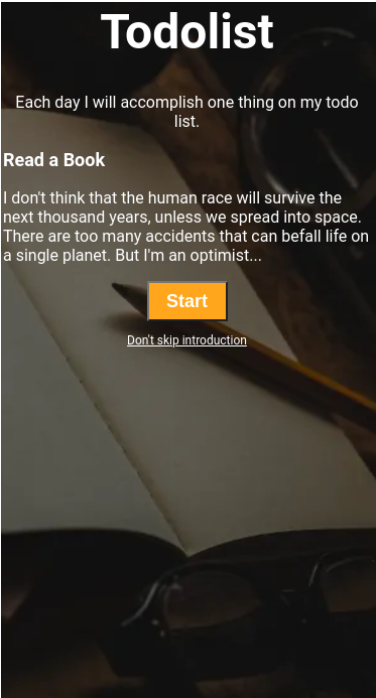 Todolist
Each day I will accomplish one thing on my todo
list.
Read a Book
I don't think that the human race will survive the
next thousand years, unless we spread into space.
There are too many accidents that can befall life on
a single planet. But I'm an optimist...
Start
Don't skip introduction